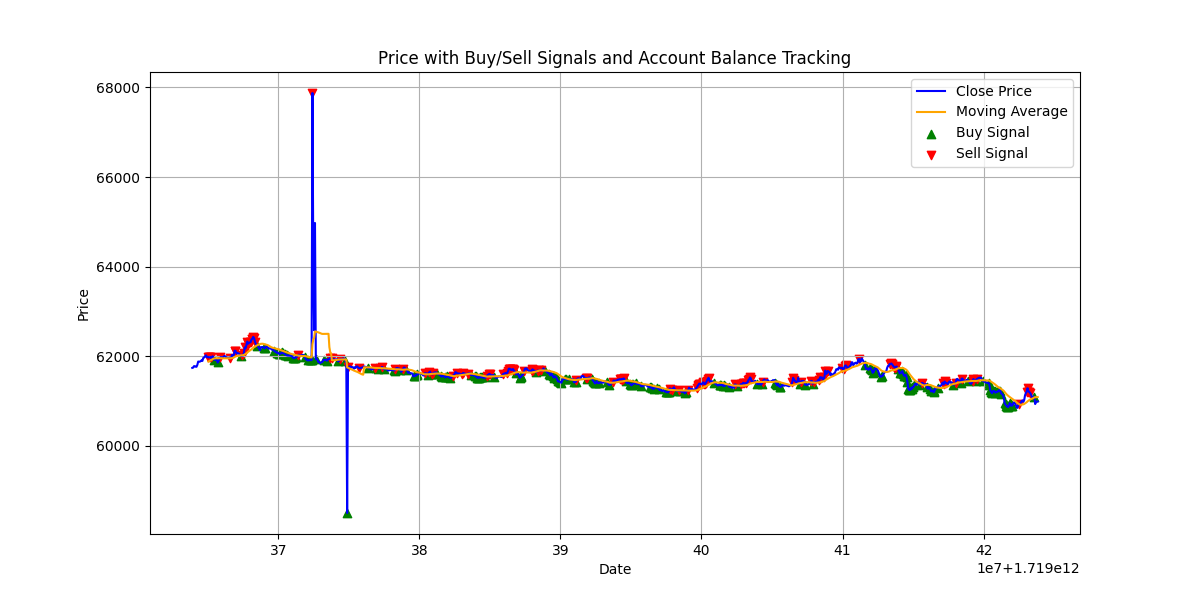 Price with Buy/Sell Signals and Account Balance Tracking
Close Price
Moving Average
Buy Signal
Sell Signal
68000
66000
64000
62000
60000
Price
37 38 39 40 41 42
Date
1e7+1.719e12